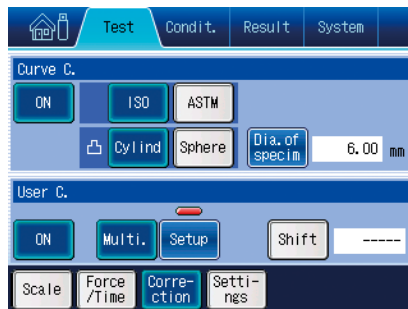 Test Condit. Result System
Curve C.
ON ISO ASTM
凸 Cylind Sphere Dia.of specim 6.00 mm
User C.
ON Multi. Setup Shift -----
Scale Force /Time Corre-ction Setti-ngs